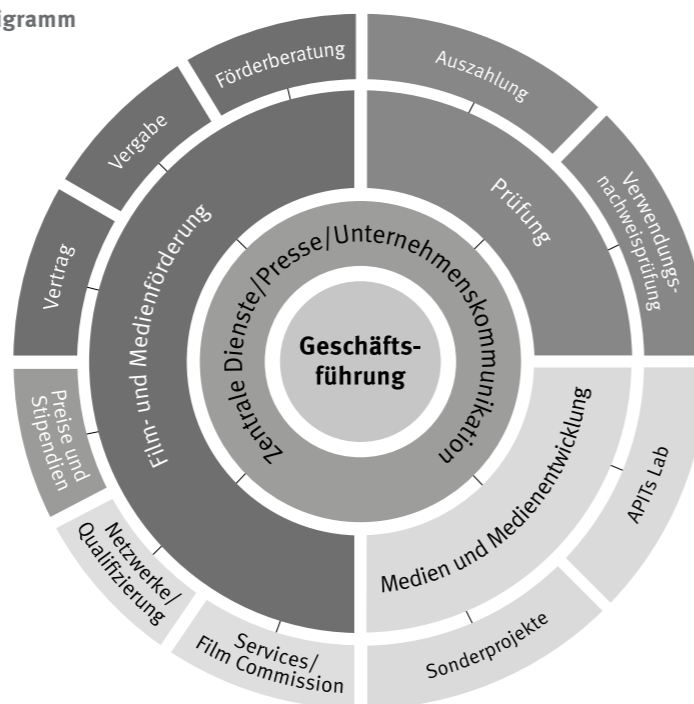 igramm
Förderberatung
Auszahlung
Vergabe
Verwendungs-
nachweisprüfung
Vertrag
Film- und Medienförderung
Prüfung
Zentrale Dienste/Presse/Unternehmenskommunikation
Geschäfts-
führung
Preise und
Stipendien
Medien und Medienentwicklung
APITs Lab
Netzwerke/
Qualifizierung
Services/
Film Commission
Sonderprojekte